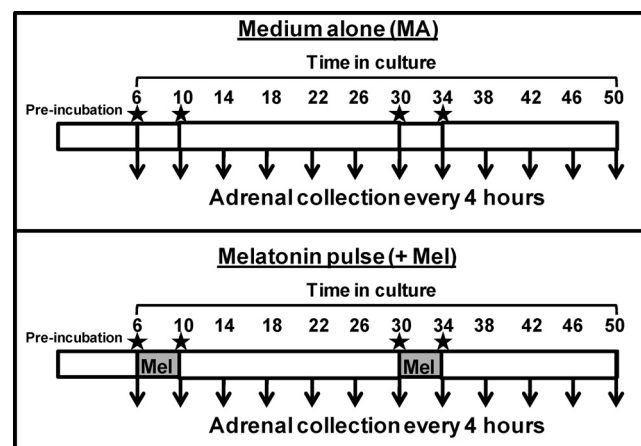 Medium alone (MA)
Time in culture
6 10 14 18 22 26 30 34 38 42 46 50
Pre-incubation
Adrenal collection every 4 hours
Melatonin pulse (+ Mel)
Time in culture
6 10 14 18 22 26 30 34 38 42 46 50
Pre-incubation
Mel Mel
Adrenal collection every 4 hours